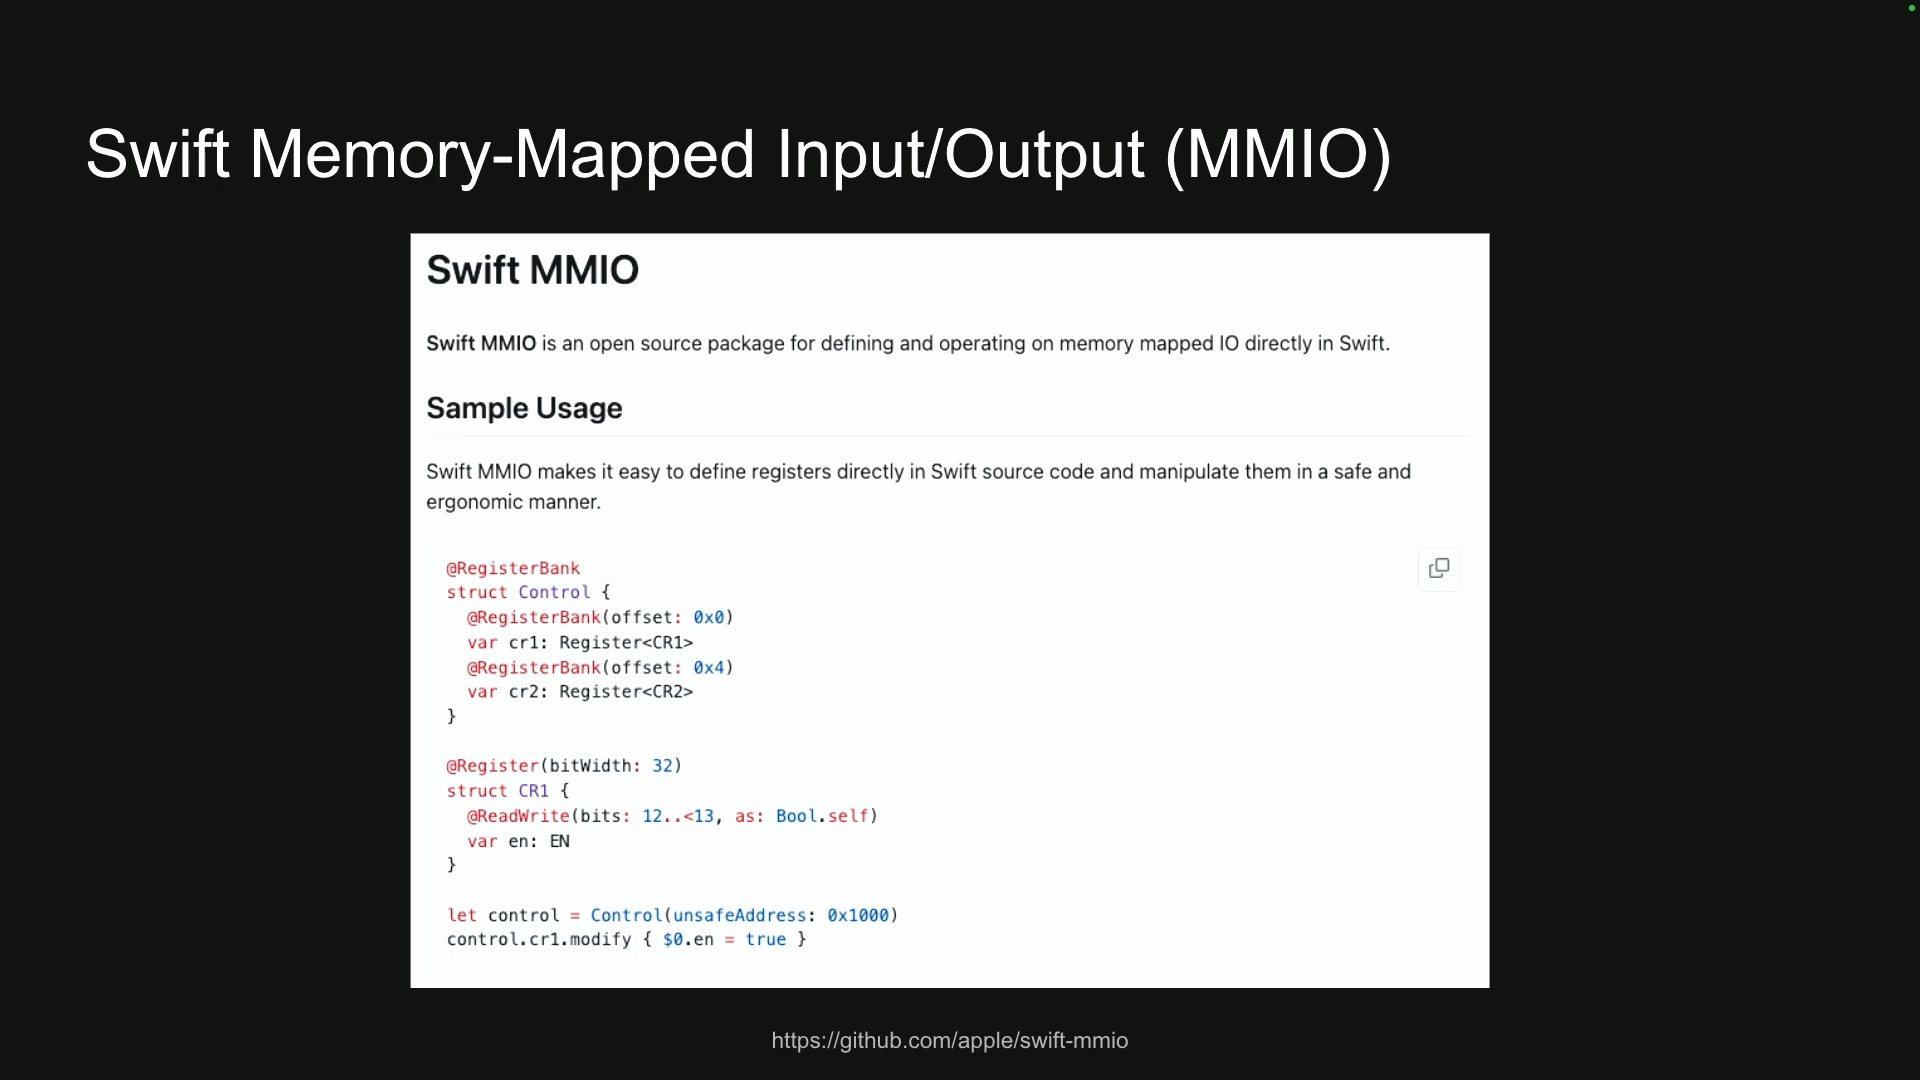 Swift Memory-Mapped Input/Output (MMIO)
Swift MMIO
Swift MMIO is an open source package for defining and operating on memory mapped IO directly in Swift.
Sample Usage
Swift MMIO makes it easy to define registers directly in Swift source code and manipulate them in a safe and
ergonomic manner.
@RegisterBank
struct Control {
  @RegisterBank(offset: 0x0)
  var cr1: Register<CR1>
  @RegisterBank(offset: 0x4)
  var cr2: Register<CR2>
}
@Register(bitWidth: 32)
struct CR1 {
  @ReadWrite(bits: 12..<13, as: Bool.self)
  var en: EN
}
let control = Control(unsafeAddress: 0x1000)
control.cr1.modify { $0.en = true }
https://github.com/apple/swift-mmio